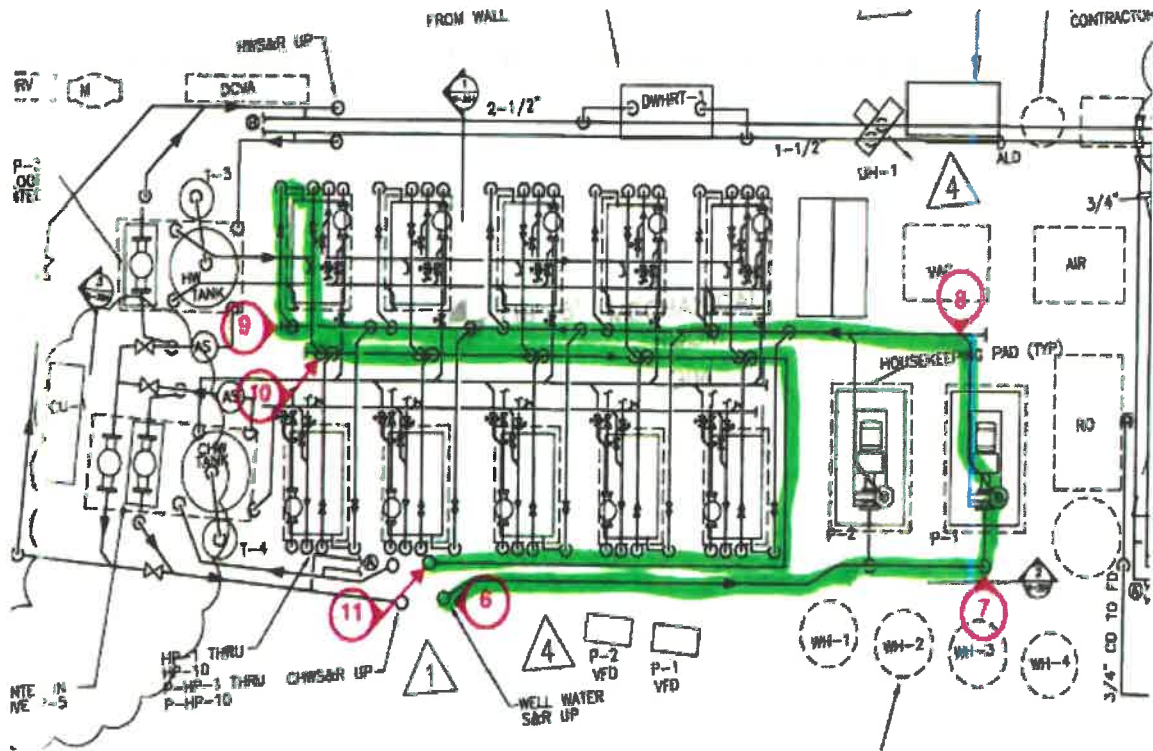 FROM WALL
CONTRACTOR
HWS&R UP
RV
M
DCVA
1
2-1/2"
DWHRT-1
1-1/2"
UH-1
4
ALD
3/4"
T-3
HW
TANK
AIR
8
9
AS
HOUSEKEEPING PAD (TYP)
10
AS
CU-
RO
CHW
TANK
P-2
P-1
T-4
11
6
7
WH-1
WH-2
WH-3
WH-4
3/4" CD TO FD
HP-1 THRU
HP-10
P-HP-1 THRU
P-HP-10
CHWS&R UP
1
4
P-2
VFD
P-1
VFD
WELL WATER
S&R UP